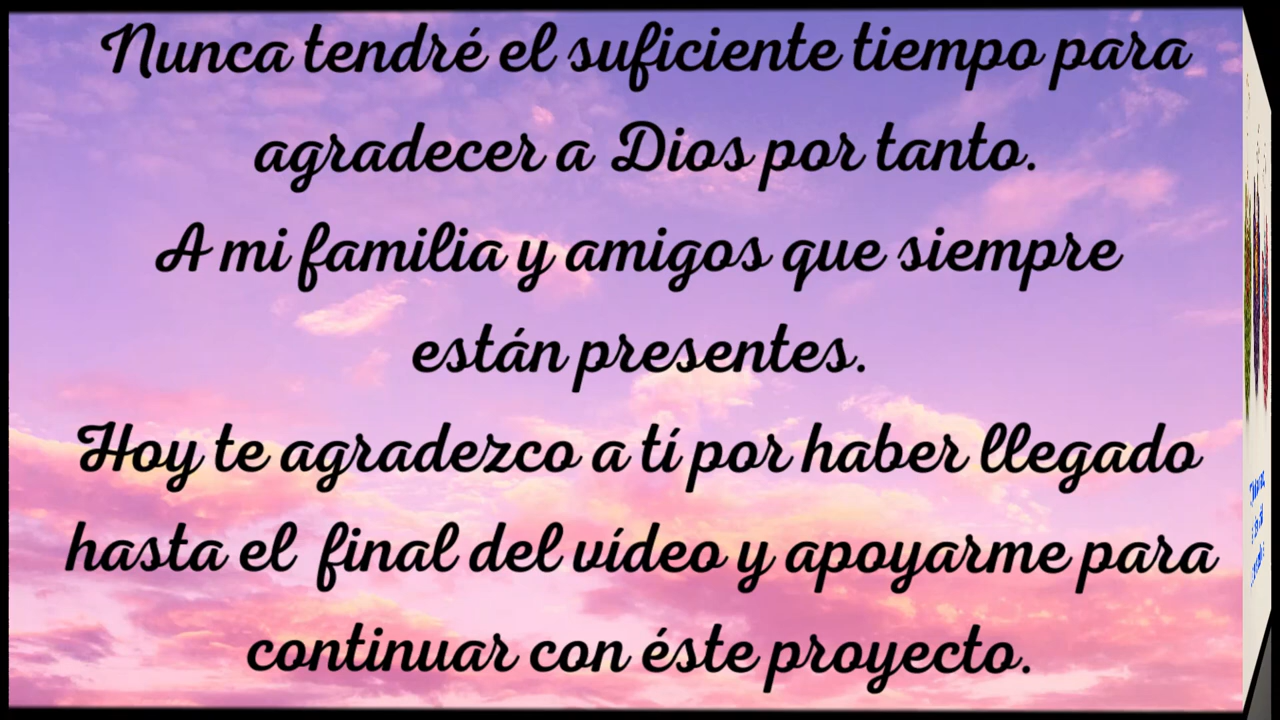 Nunca tendré el suficiente tiempo para
agradecer a Dios por tanto.
A mi familia y amigos que siempre
están presentes.
Hoy te agradezco a tí por haber llegado
hasta el final del vídeo y apoyarme para
continuar con éste proyecto.